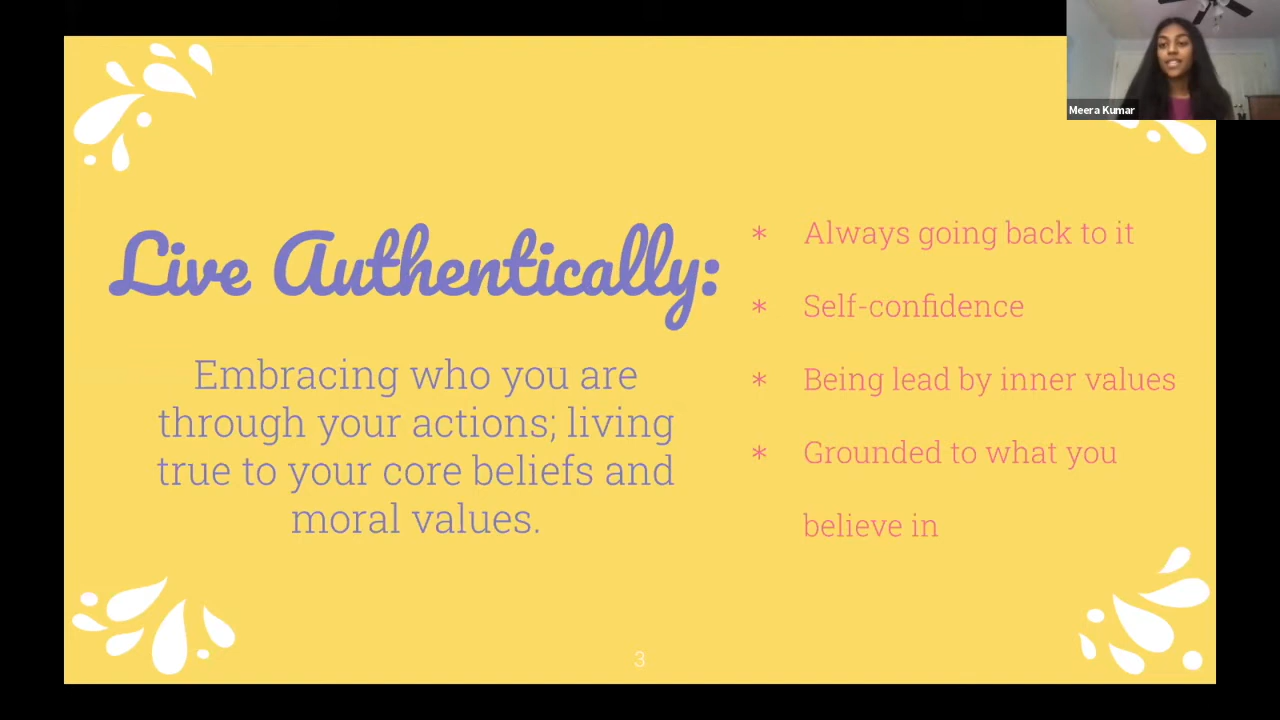 Meera Kumar
Live Authentically:
Embracing who you are
through your actions; living
true to your core beliefs and
moral values.
* Always going back to it
* Self-confidence
* Being lead by inner values
* Grounded to what you
believe in
3